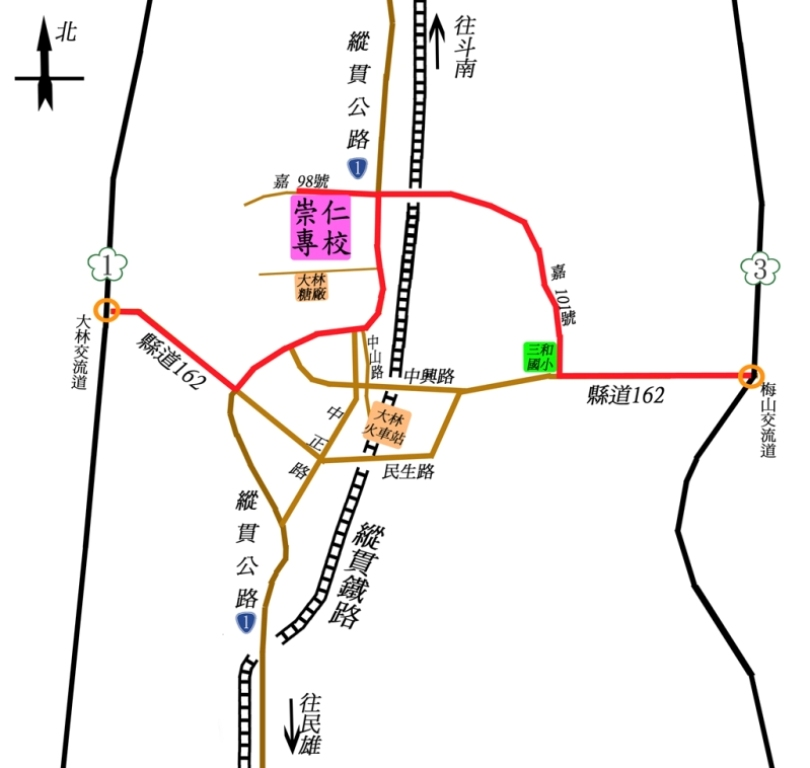 北
縱貫公路
1
往斗南
嘉 98號
崇仁
專校
大林
糖廠
1
大林交流道
縣道162
3
梅山交流道
嘉 101號
三和
國小
縣道162
中山路
中興路
中正路
大林
火車站
民生路
縱貫公路
1
縱貫鐵路
往民雄